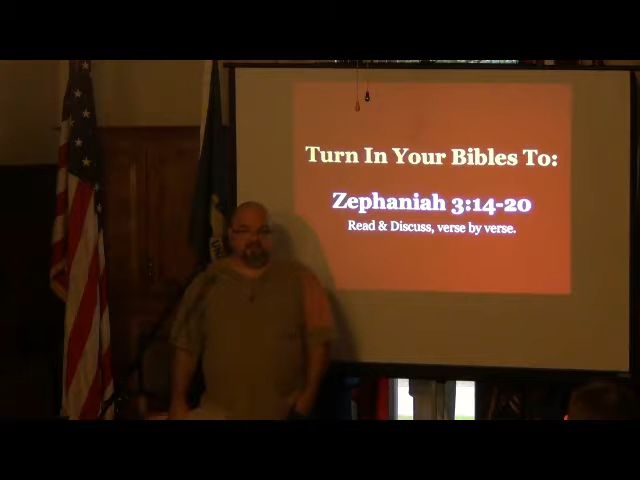 Turn In Your Bibles To:
Zephaniah 3:14-20
Read & Discuss, verse by verse.